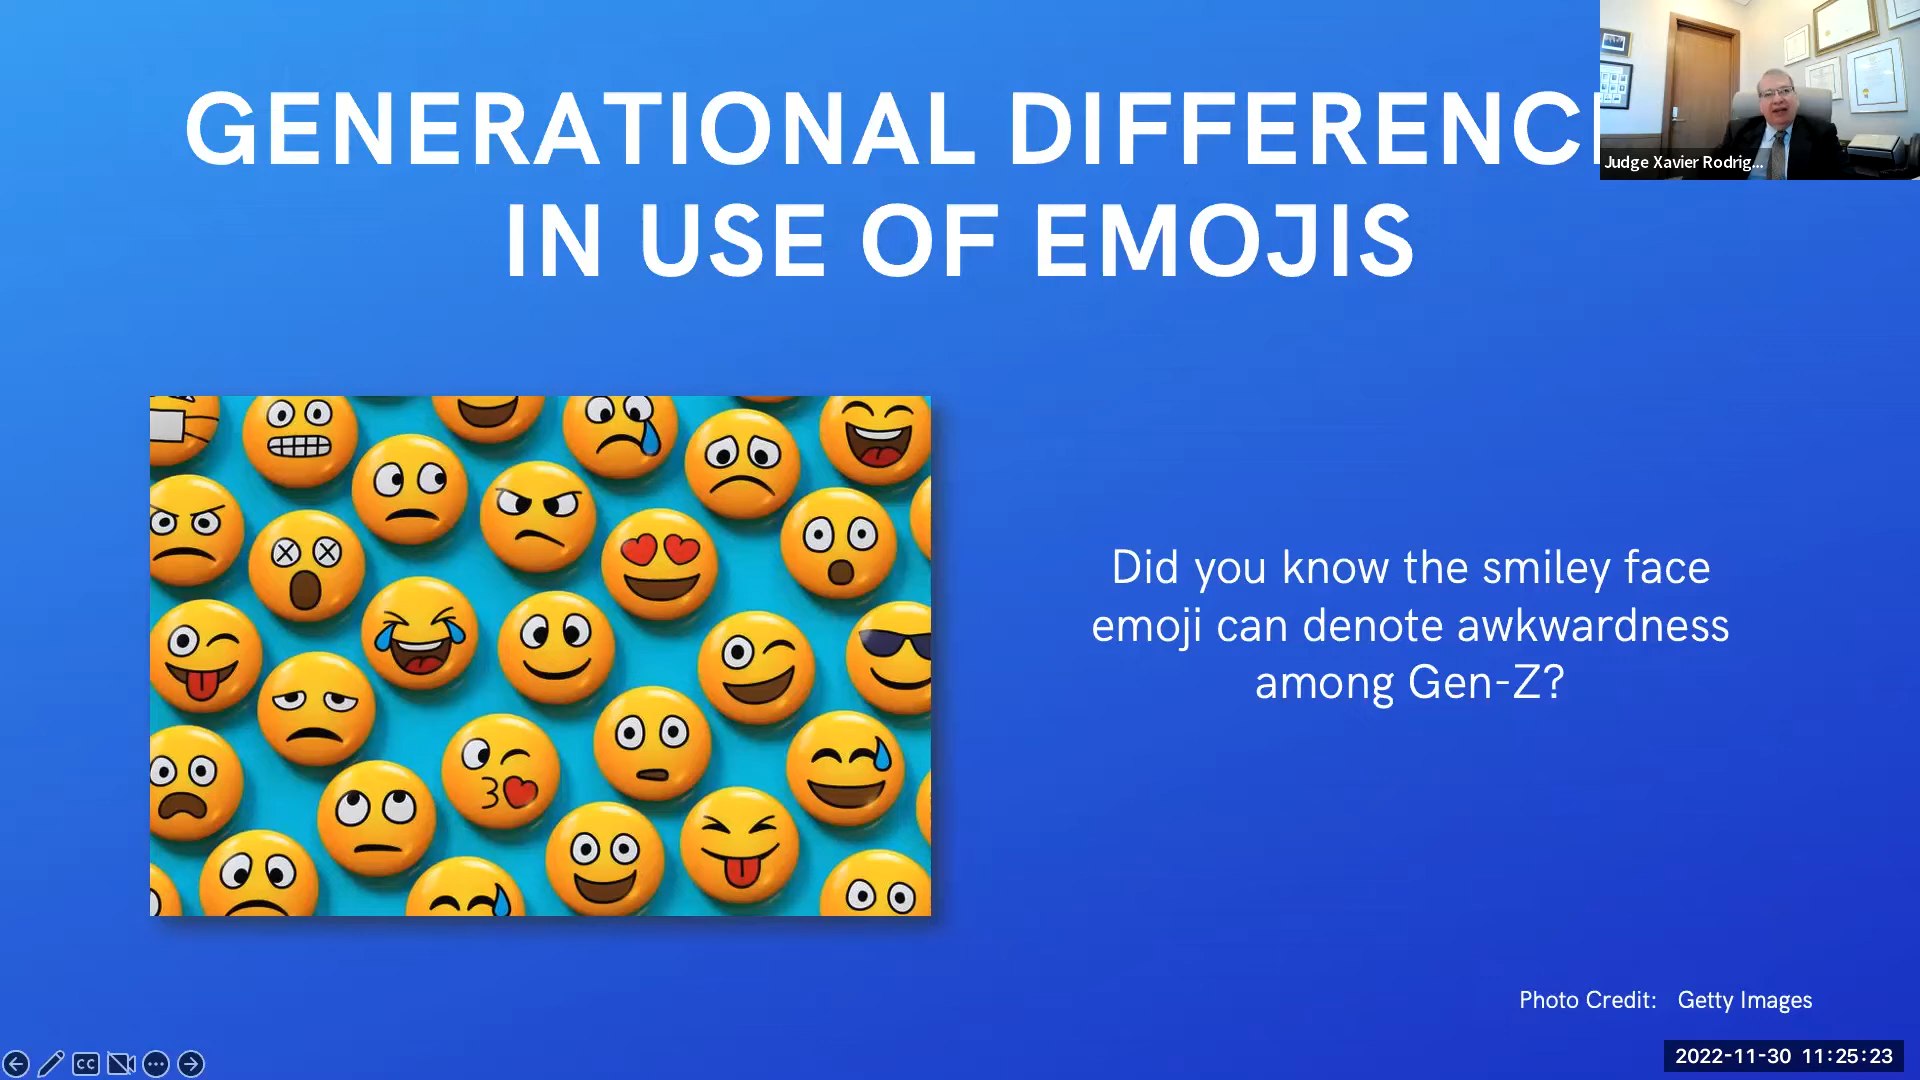 GENERATIONAL DIFFERENC
IN USE OF EMOJIS
Judge Xavier Rodrig...
Did you know the smiley face
emoji can denote awkwardness
among Gen-Z?
Photo Credit: Getty Images
CC
2022-11-30 11:25:23